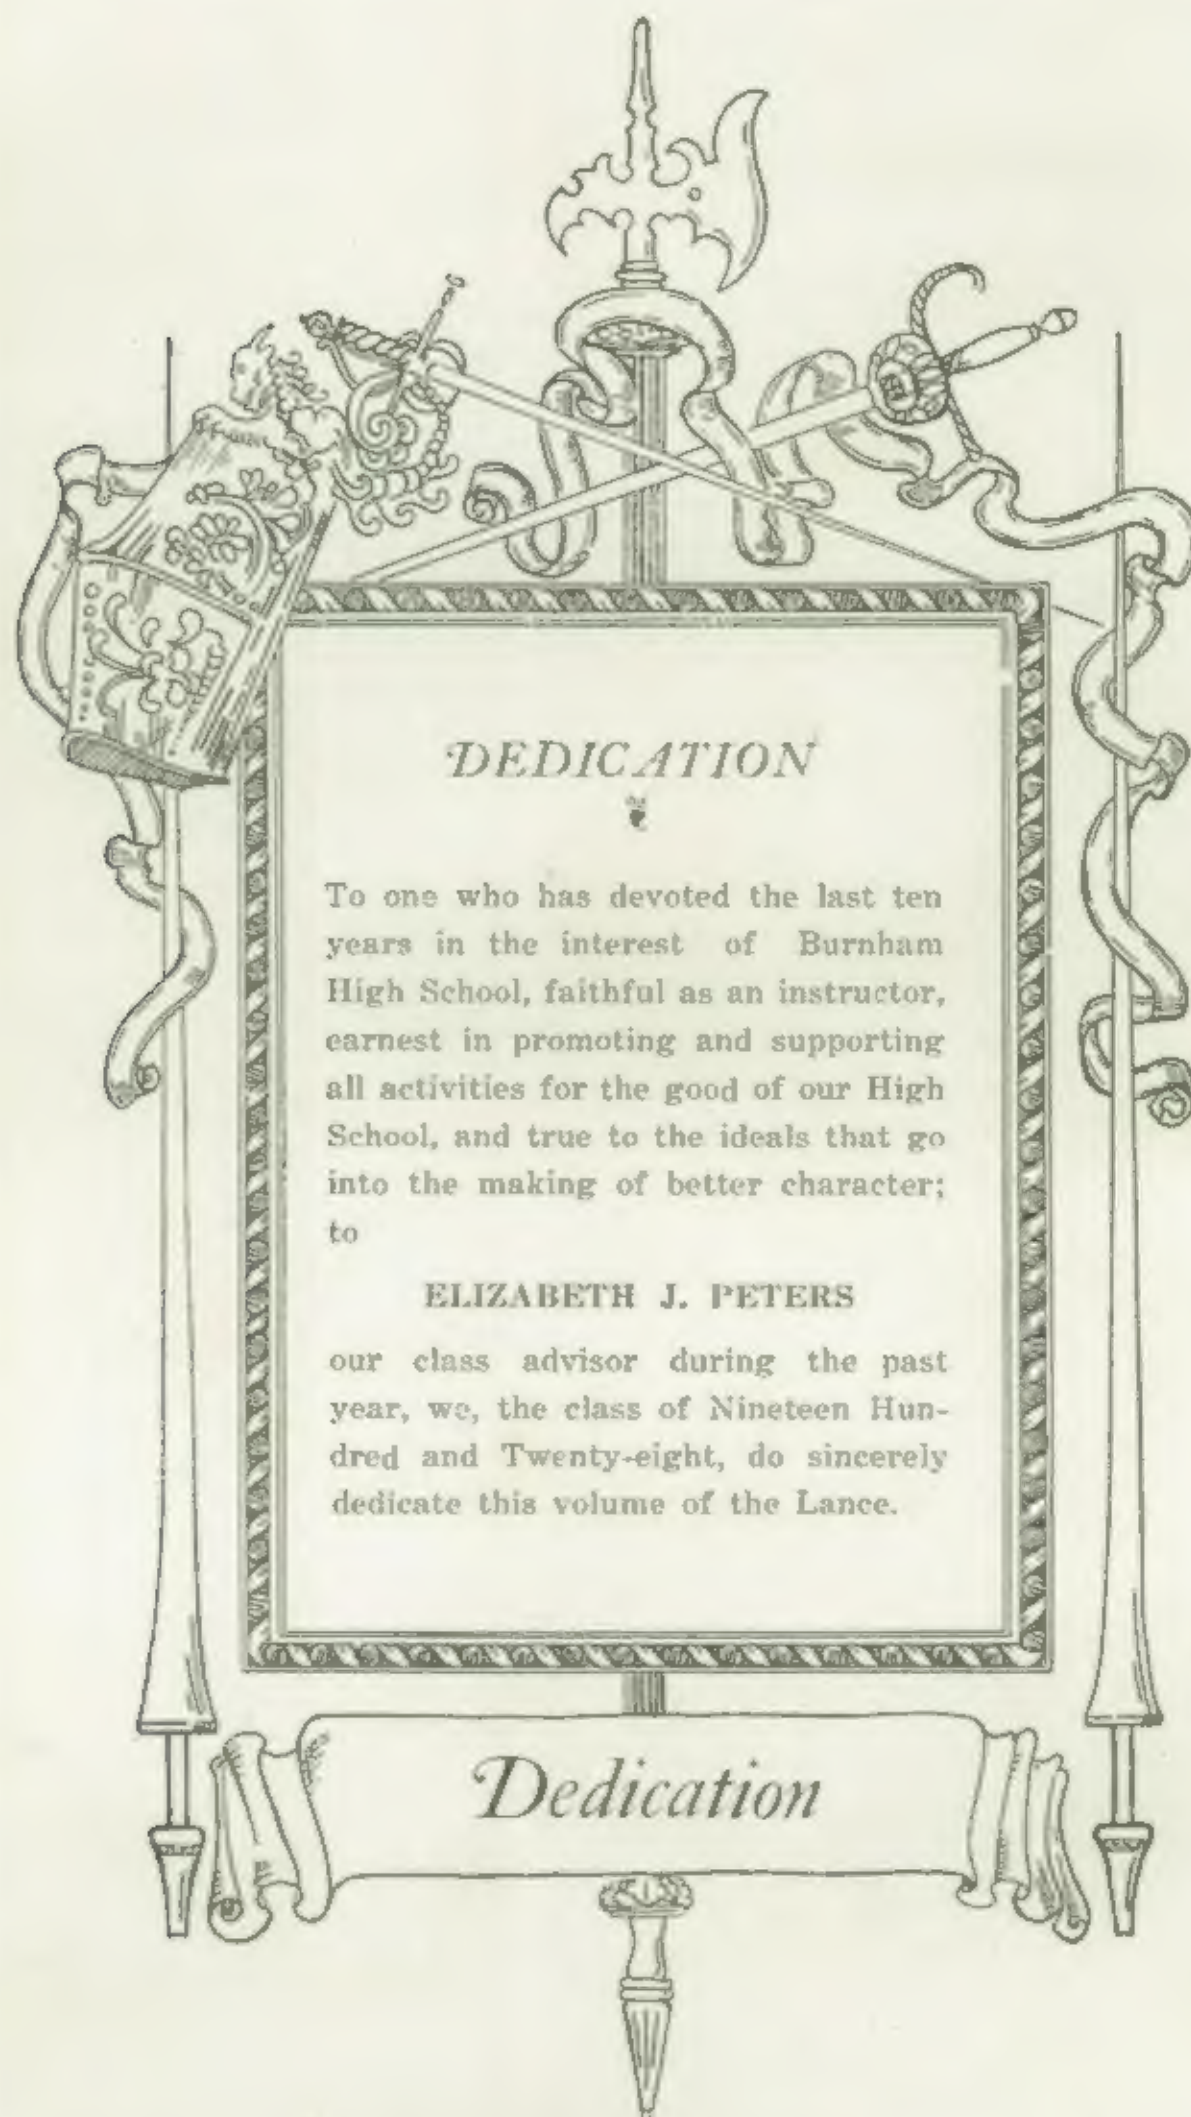 DEDICATION
To one who has devoted the last ten
years in the interest of Burnham
High School, faithful as an instructor,
earnest in promoting and supporting
all activities for the good of our High
School, and true to the ideals that go
into the making of better character;
to
ELIZABETH J. PETERS
our class advisor during the past
year, we, the class of Nineteen Hun-
dred and Twenty-eight, do sincerely
dedicate this volume of the Lance.
Dedication